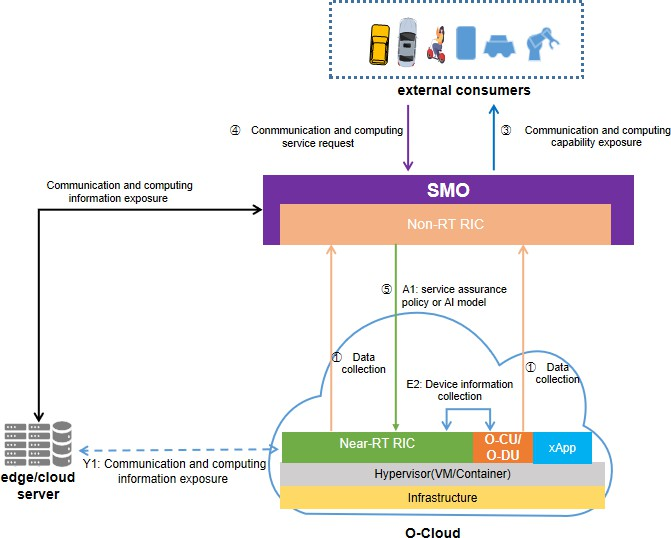 external consumers
④ Conmmunication and computing
service request
③ Communication and computing
capability exposure
Communication and computing
information exposure
SMO
Non-RT RIC
⑤ A1: service assurance
policy or AI model
① Data
collection
E2: Device information
collection
① Data
collection
Near-RT RIC
O-CU/
O-DU
xApp
Hypervisor(VM/Container)
Infrastructure
edge/cloud
server
Y1: Communication and computing
information exposure
O-Cloud